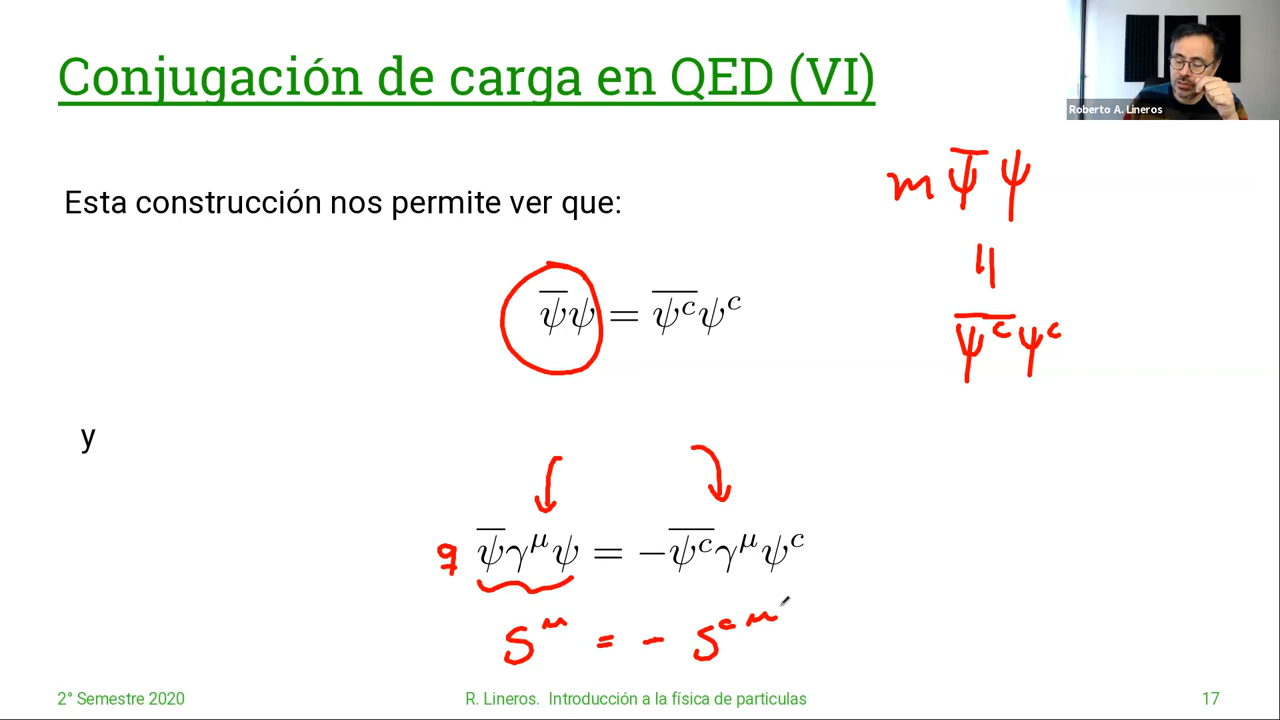 Conjugación de carga en QED (VI)
Roberto A. Lineros
Esta construcción nos permite ver que:
m ψ̅ ψ
=
ψ̅ᶜ ψᶜ
ψ̅ψ = ψ̅ᶜψᶜ
y
q ψ̅γ^μψ = −ψ̅ᶜγ^μψᶜ
S^μ = − S^{c μ}
2° Semestre 2020
R. Lineros. Introducción a la física de particulas
17